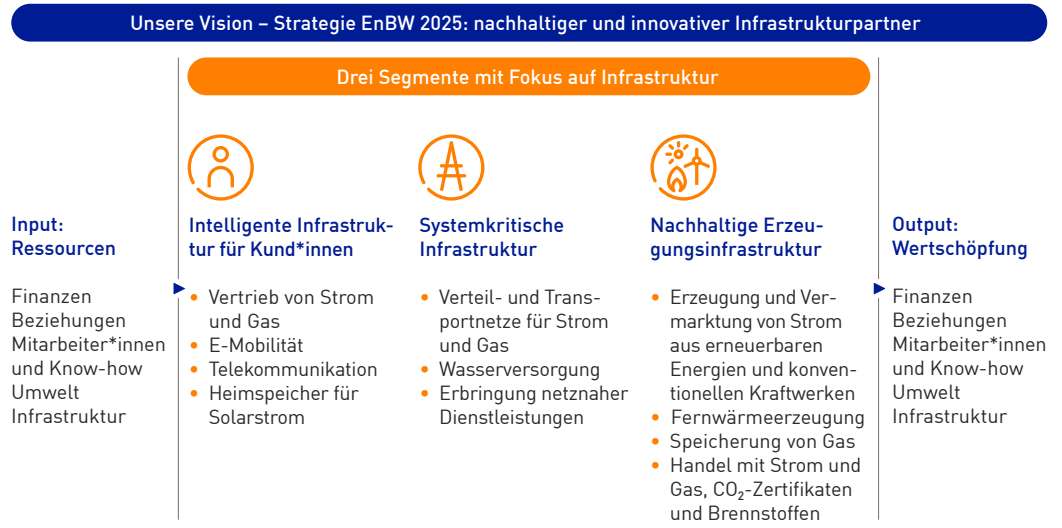 Unsere Vision – Strategie EnBW 2025: nachhaltiger und innovativer Infrastrukturpartner
Drei Segmente mit Fokus auf Infrastruktur
Input:
Ressourcen
Finanzen
Beziehungen
Mitarbeiter*innen
und Know-how
Umwelt
Infrastruktur
Intelligente Infrastruk-
tur für Kund*innen
• Vertrieb von Strom
und Gas
• E-Mobilität
• Telekommunikation
• Heimspeicher für
Solarstrom
Systemkritische
Infrastruktur
• Verteil- und Trans-
portnetze für Strom
und Gas
• Wasserversorgung
• Erbringung netznaher
Dienstleistungen
Nachhaltige Erzeu-
gungsinfrastruktur
• Erzeugung und Ver-
marktung von Strom
aus erneuerbaren
Energien und konven-
tionellen Kraftwerken
• Fernwärmeerzeugung
• Speicherung von Gas
• Handel mit Strom und
Gas, CO₂-Zertifikaten
und Brennstoffen
Output:
Wertschöpfung
Finanzen
Beziehungen
Mitarbeiter*innen
und Know-how
Umwelt
Infrastruktur